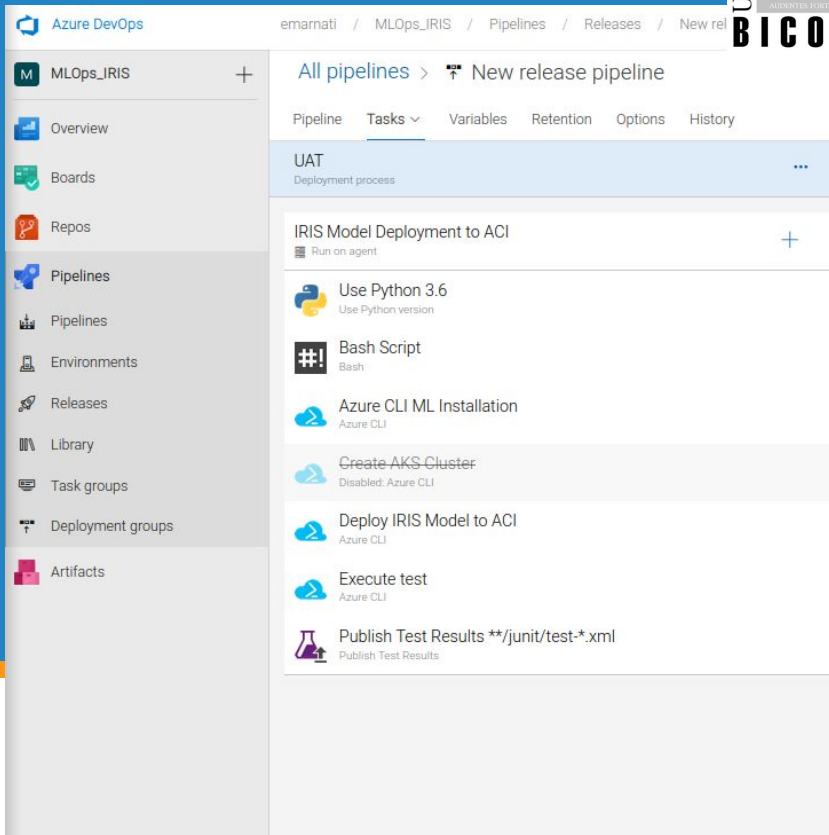 Azure DevOps
emarnati / MLOps_IRIS / Pipelines / Releases / New rel
AUDENTES FORT
BICO
M MLOps_IRIS +
All pipelines > New release pipeline
Overview
Pipeline Tasks Variables Retention Options History
UAT
Deployment process
...
Boards
Repos
IRIS Model Deployment to ACI
Run on agent
+
Pipelines
Use Python 3.6
Use Python version
Pipelines
#! Bash Script
Bash
Environments
Releases
Azure CLI ML Installation
Azure CLI
Library
Create AKS Cluster
Disabled: Azure CLI
Task groups
Deployment groups
Deploy IRIS Model to ACI
Azure CLI
Artifacts
Execute test
Azure CLI
Publish Test Results **/junit/test-*.xml
Publish Test Results